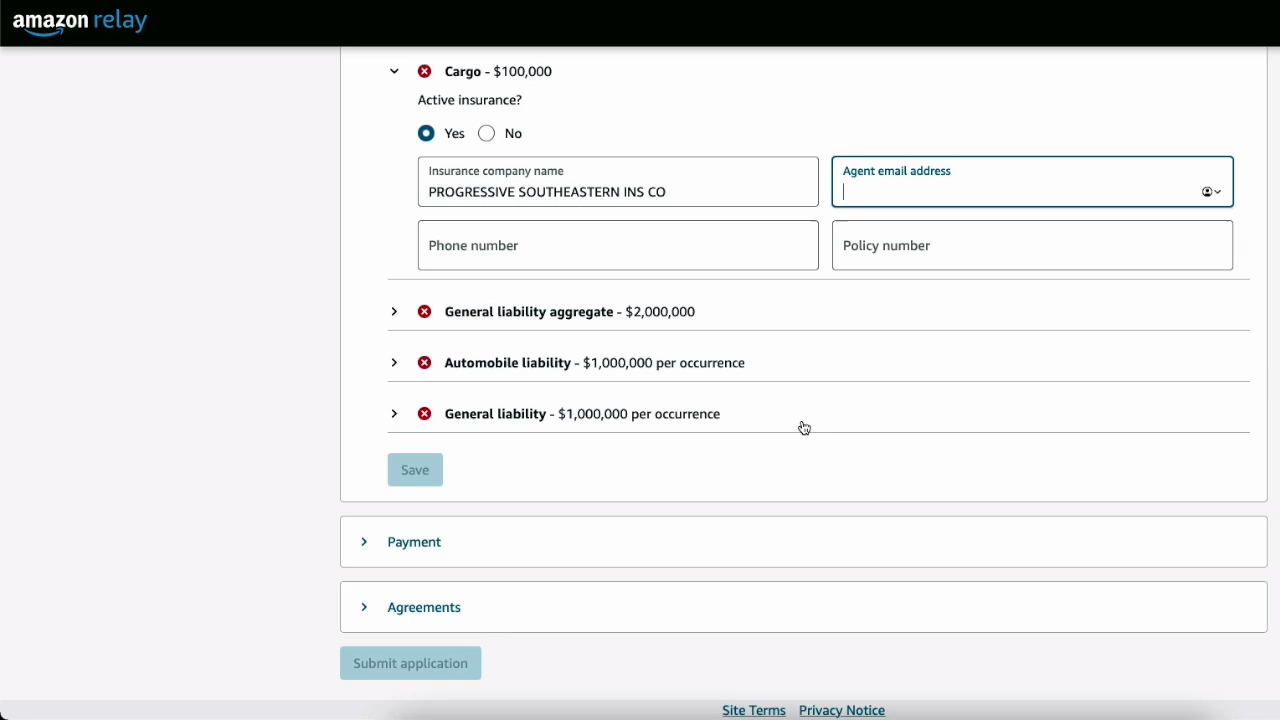 amazon relay
Cargo - $100,000
Active insurance?
Yes No
Insurance company name
PROGRESSIVE SOUTHEASTERN INS CO
Agent email address
Phone number
Policy number
General liability aggregate - $2,000,000
Automobile liability - $1,000,000 per occurrence
General liability - $1,000,000 per occurrence
Save
Payment
Agreements
Submit application
Site Terms Privacy Notice